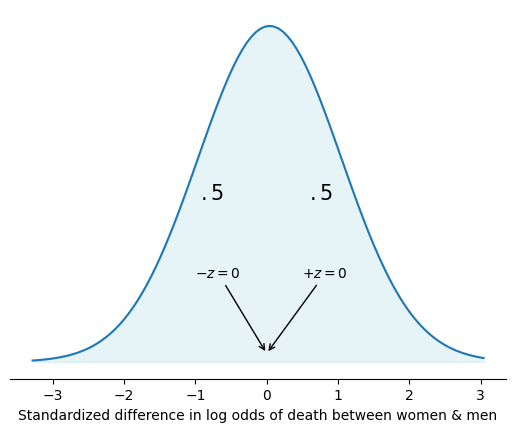 .5 .5
−z = 0 +z = 0
−3 −2 −1 0 1 2 3
Standardized difference in log odds of death between women & men